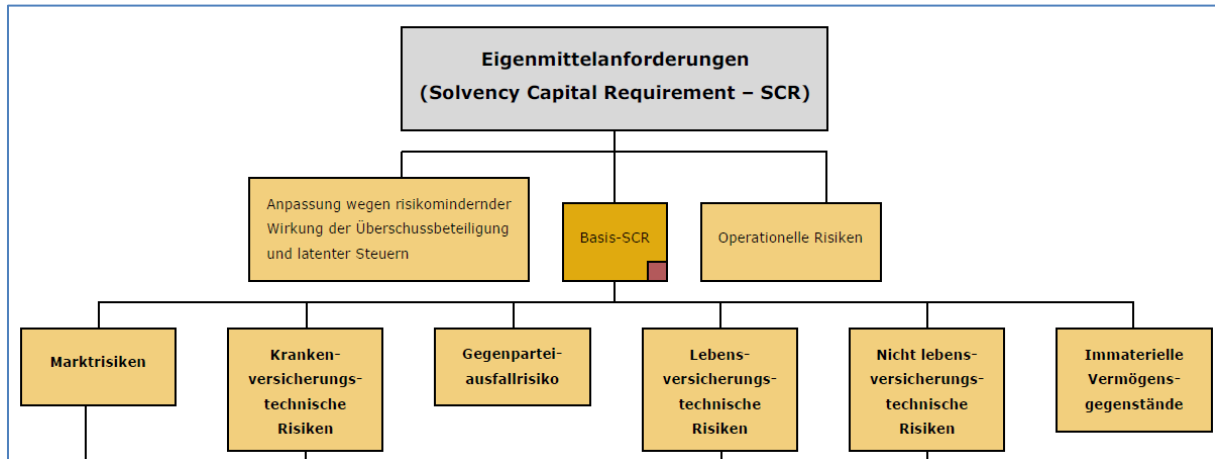 Eigenmittelanforderungen
(Solvency Capital Requirement – SCR)
Anpassung wegen risikomindernder
Wirkung der Überschussbeteiligung
und latenter Steuern
Basis-SCR
Operationelle Risiken
Marktrisiken
Kranken-
versicherungs-
technische
Risiken
Gegenpartei-
ausfallrisiko
Lebens-
versicherungs-
technische
Risiken
Nicht lebens-
versicherungs-
technische
Risiken
Immaterielle
Vermögens-
gegenstände